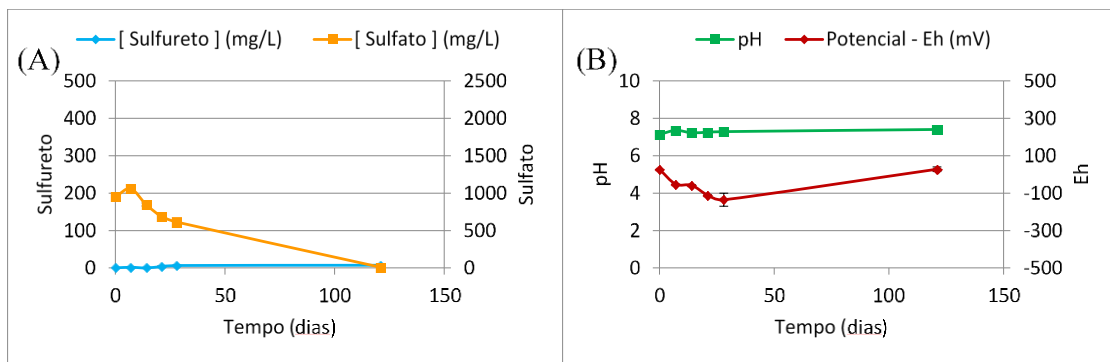 (A)
[ Sulfureto ] (mg/L) [ Sulfato ] (mg/L)
500 2500
400 2000
300 1500
200 1000
100 500
0 0
Sulfureto
Sulfato
0 50 100 150
Tempo (dias)
(B)
pH Potencial - Eh (mV)
10 500
8 300
6 100
4 -100
2 -300
0 -500
pH
Eh
0 50 100 150
Tempo (dias)